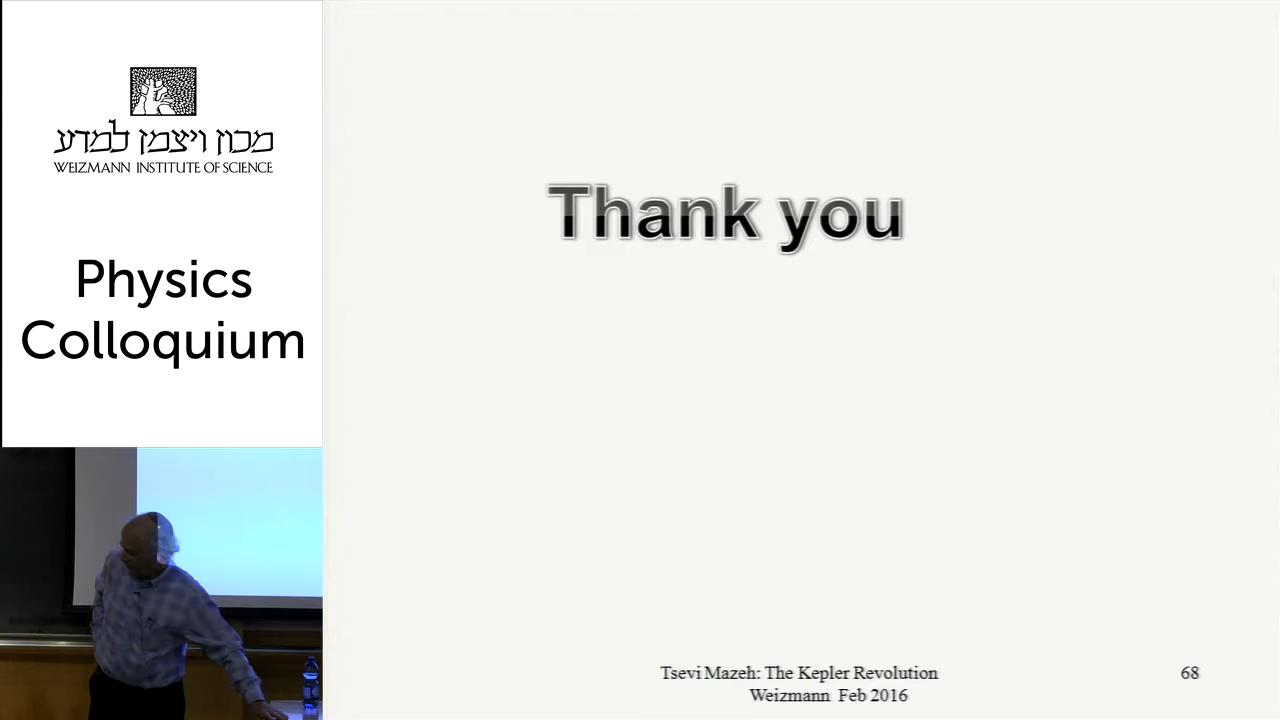 מכון ויצמן למדע
WEIZMANN INSTITUTE OF SCIENCE
Physics
Colloquium
Thank you
Tsevi Mazeh: The Kepler Revolution
Weizmann Feb 2016
68